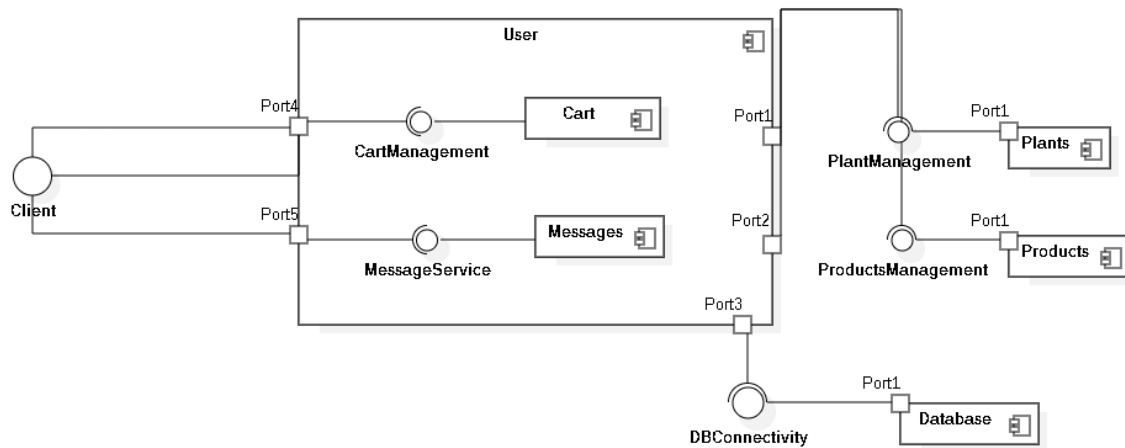 User
Port4
Cart
Port1
Port1
CartManagement
PlantManagement
Plants
Client
Port5
Messages
Port2
Port1
MessageService
ProductsManagement
Products
Port3
Port1
Database
DBConnectivity